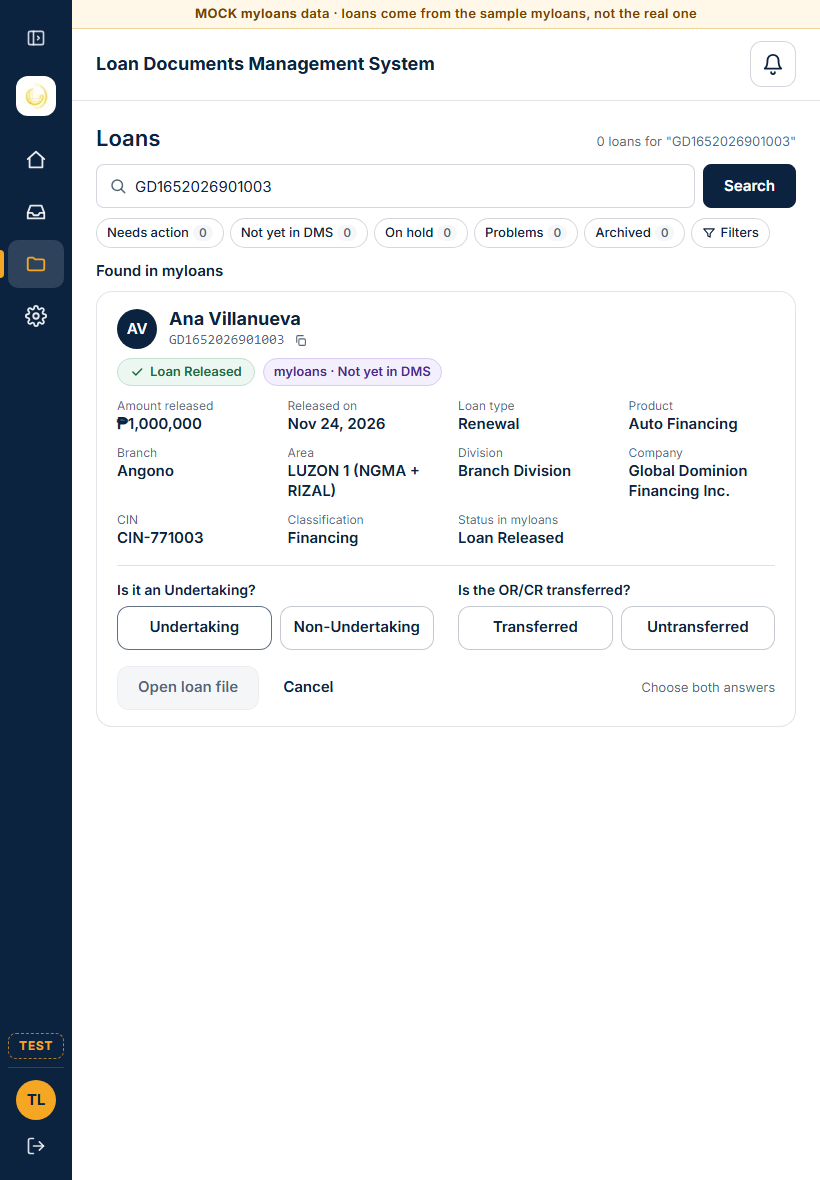 MOCK myloans data · loans come from the sample myloans, not the real one
Loan Documents Management System
Loans
0 loans for "GD1652026901003"
GD1652026901003
Search
Needs action 0
Not yet in DMS 0
On hold 0
Problems 0
Archived 0
Filters
Found in myloans
AV
Ana Villanueva
GD1652026901003
Loan Released
myloans · Not yet in DMS
Amount released
₱1,000,000
Released on
Nov 24, 2026
Loan type
Renewal
Product
Auto Financing
Branch
Angono
Area
LUZON 1 (NGMA +
RIZAL)
Division
Branch Division
Company
Global Dominion
Financing Inc.
CIN
CIN-771003
Classification
Financing
Status in myloans
Loan Released
Is it an Undertaking?
Undertaking
Non-Undertaking
Is the OR/CR transferred?
Transferred
Untransferred
Open loan file
Cancel
Choose both answers
TEST
TL